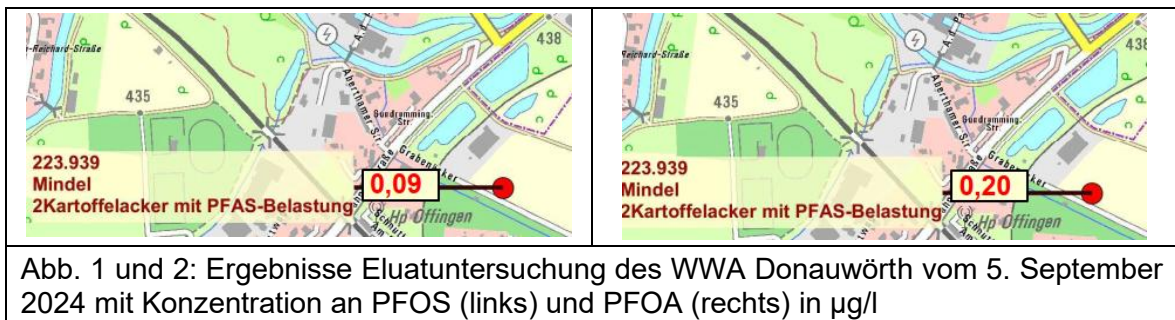 438
-Reichard-Straße
435
Aberthamer Str.
Gundremming.
Str.
Grabenacker
223.939
Mindel
0,09
2Kartoffelacker mit PFAS-Belastung
Hp Offingen
438
Reichard-Straße
435
Aberthamer Str.
Gundremming.
Str.
223.939
Mindel
0,20
2Kartoffelacker mit PFAS-Belastung
Hp Offingen
Abb. 1 und 2: Ergebnisse Eluatuntersuchung des WWA Donauwörth vom 5. September
2024 mit Konzentration an PFOS (links) und PFOA (rechts) in µg/l